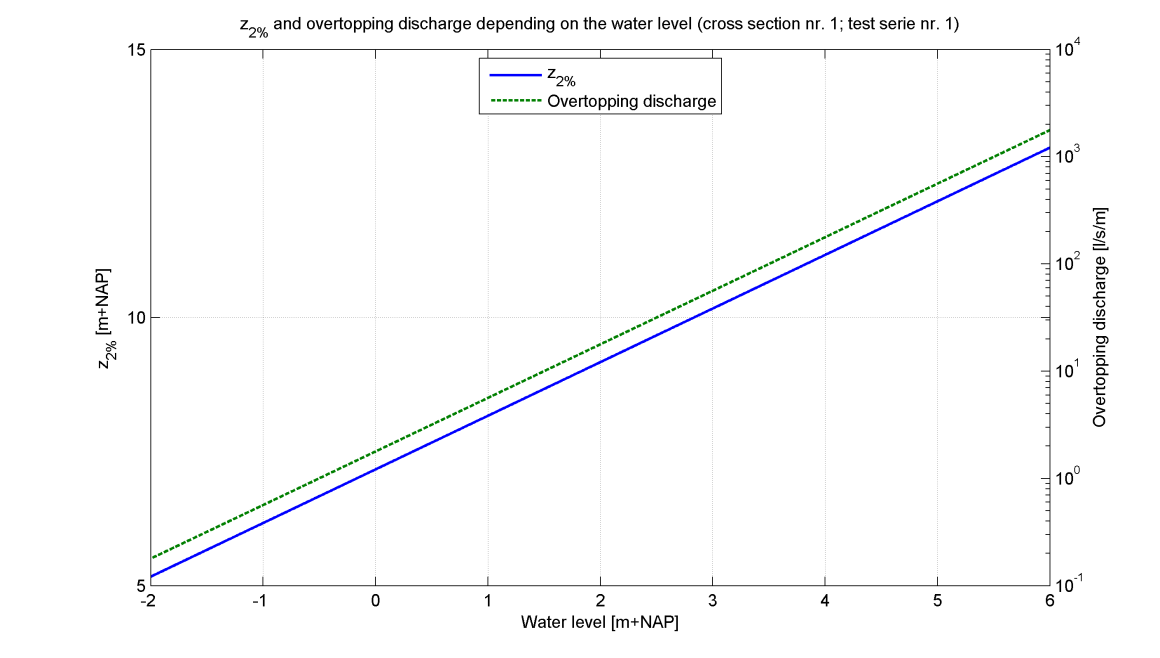 z2% and overtopping discharge depending on the water level (cross section nr. 1; test serie nr. 1)
z2%
Overtopping discharge
15
10
5
z2% [m+NAP]
10^4
10^3
10^2
10^1
10^0
10^-1
Overtopping discharge [l/s/m]
-2 -1 0 1 2 3 4 5 6
Water level [m+NAP]